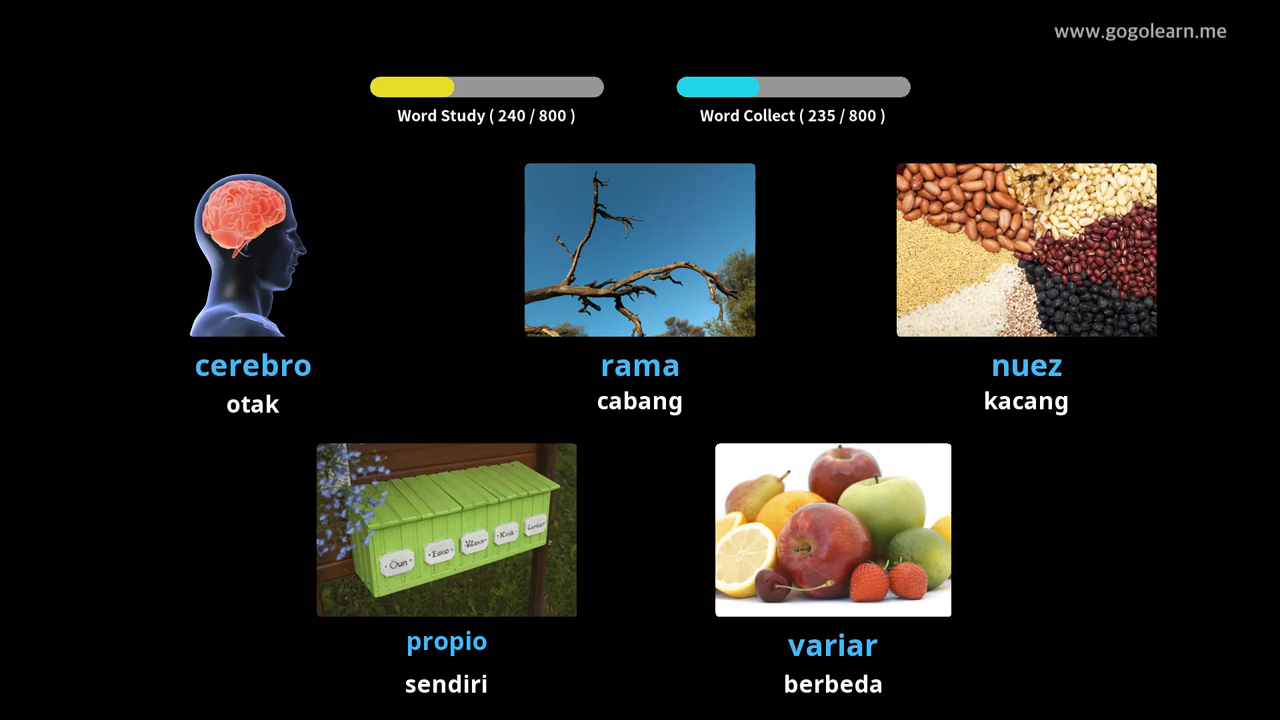 www.gogolearn.me
Word Study ( 240 / 800 )
Word Collect ( 235 / 800 )
cerebro
otak
rama
cabang
nuez
kacang
propio
sendiri
variar
berbeda